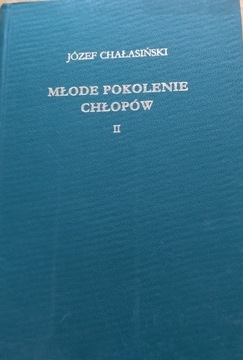 JÓZEF CHAŁASIŃSKI
MŁODE POKOLENIE
CHŁOPÓW
II